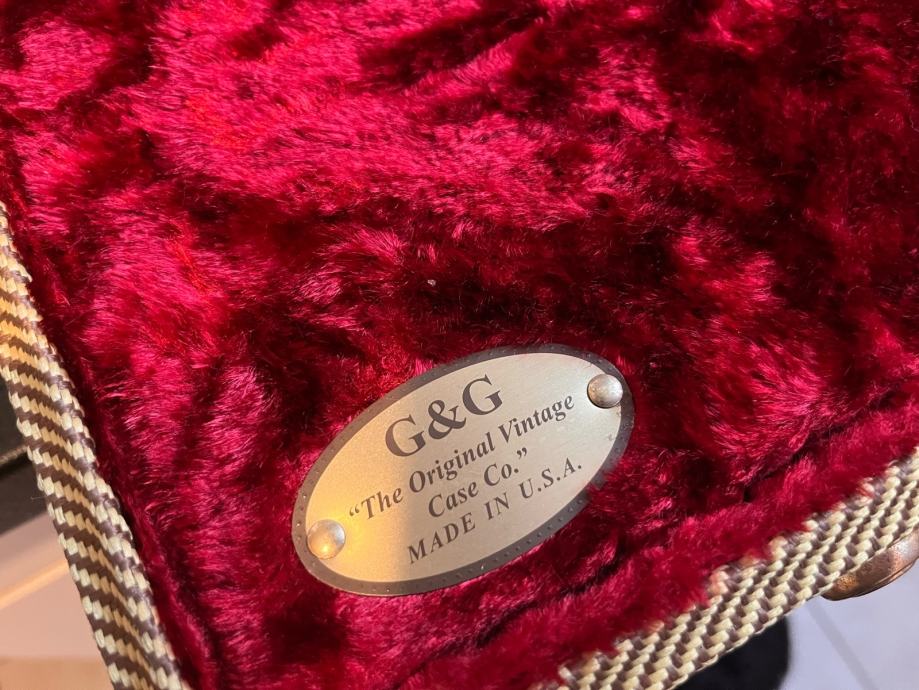 G&G
“The Original Vintage
Case Co.”
MADE IN U.S.A.